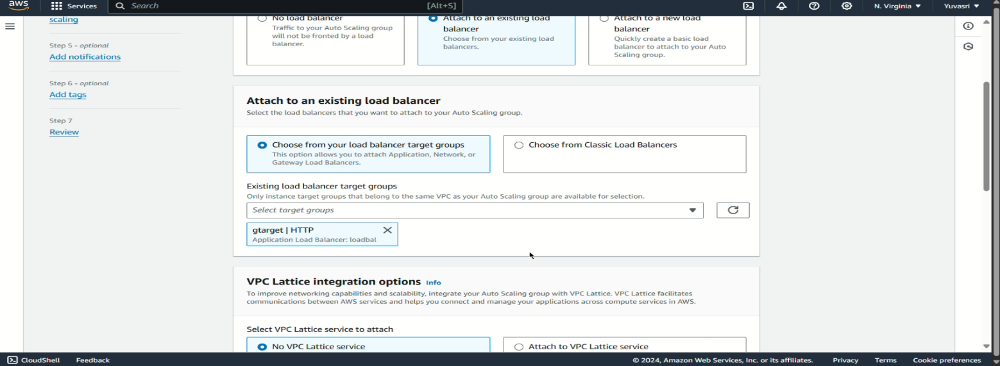 aws
Services
Search
[Alt+S]
N. Virginia
Yuvasri
scaling
Step 5 - optional
Add notifications
Step 6 - optional
Add tags
Step 7
Review
No load balancer
Traffic to your Auto Scaling group
will not be fronted by a load
balancer.
Attach to an existing load
balancer
Choose from your existing load
balancers.
Attach to a new load
balancer
Quickly create a basic load
balancer to attach to your Auto
Scaling group.
Attach to an existing load balancer
Select the load balancers that you want to attach to your Auto Scaling group.
Choose from your load balancer target groups
This option allows you to attach Application, Network, or
Gateway Load Balancers.
Choose from Classic Load Balancers
Existing load balancer target groups
Only instance target groups that belong to the same VPC as your Auto Scaling group are available for selection.
Select target groups
gtarget | HTTP
Application Load Balancer: loadbal
VPC Lattice integration options Info
To improve networking capabilities and scalability, integrate your Auto Scaling group with VPC Lattice. VPC Lattice facilitates
communications between AWS services and helps you connect and manage your applications across compute services in AWS.
Select VPC Lattice service to attach
No VPC Lattice service
Attach to VPC Lattice service
CloudShell
Feedback
© 2024, Amazon Web Services, Inc. or its affiliates.
Privacy
Terms
Cookie preferences